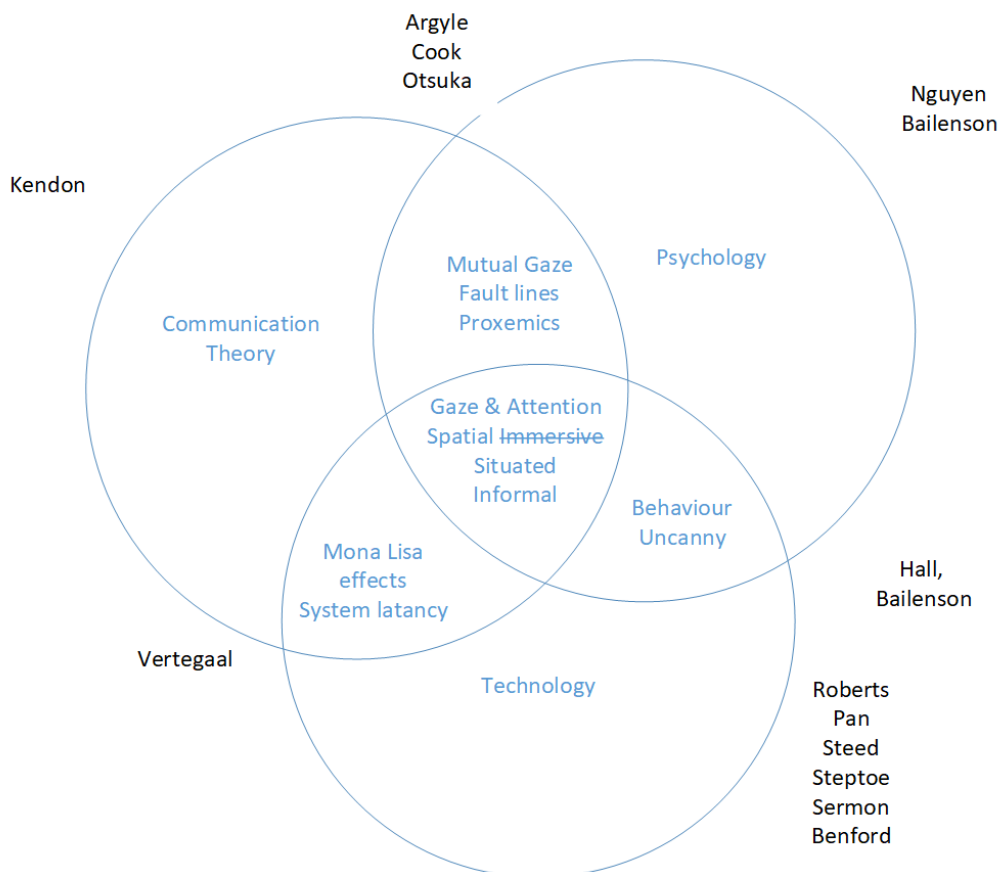 Argyle
Cook
Otsuka
Nguyen
Bailenson
Kendon
Mutual Gaze
Fault lines
Proxemics
Psychology
Communication
Theory
Gaze & Attention
Spatial Immersive
Situated
Informal
Behaviour
Uncanny
Mona Lisa
effects
System latancy
Hall,
Bailenson
Vertegaal
Technology
Roberts
Pan
Steed
Steptoe
Sermon
Benford